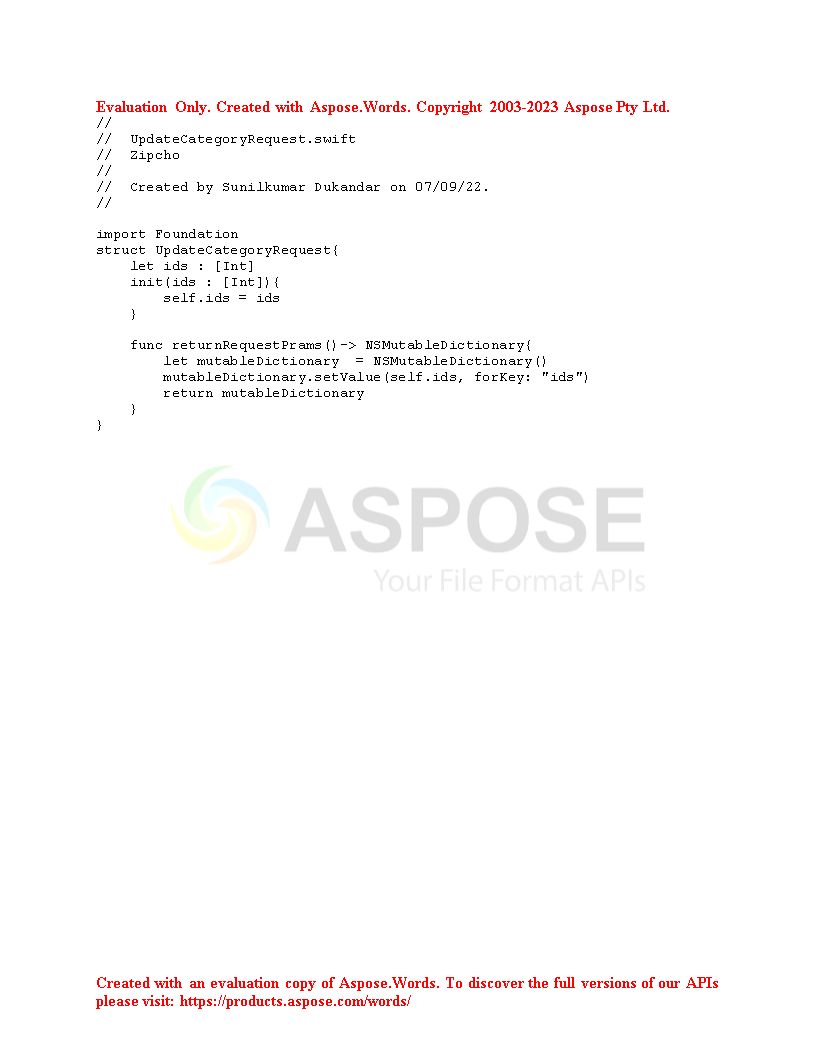 Evaluation Only. Created with Aspose.Words. Copyright 2003-2023 Aspose Pty Ltd.
//
//  UpdateCategoryRequest.swift
//  Zipcho
//
//  Created by Sunilkumar Dukandar on 07/09/22.
//

import Foundation
struct UpdateCategoryRequest{
    let ids : [Int]
    init(ids : [Int]){
        self.ids = ids
    }

    func returnRequestPrams()-> NSMutableDictionary{
        let mutableDictionary  = NSMutableDictionary()
        mutableDictionary.setValue(self.ids, forKey: "ids")
        return mutableDictionary
    }
}
ASPOSE
Your File Format APIs
Created with an evaluation copy of Aspose.Words. To discover the full versions of our APIs
please visit: https://products.aspose.com/words/